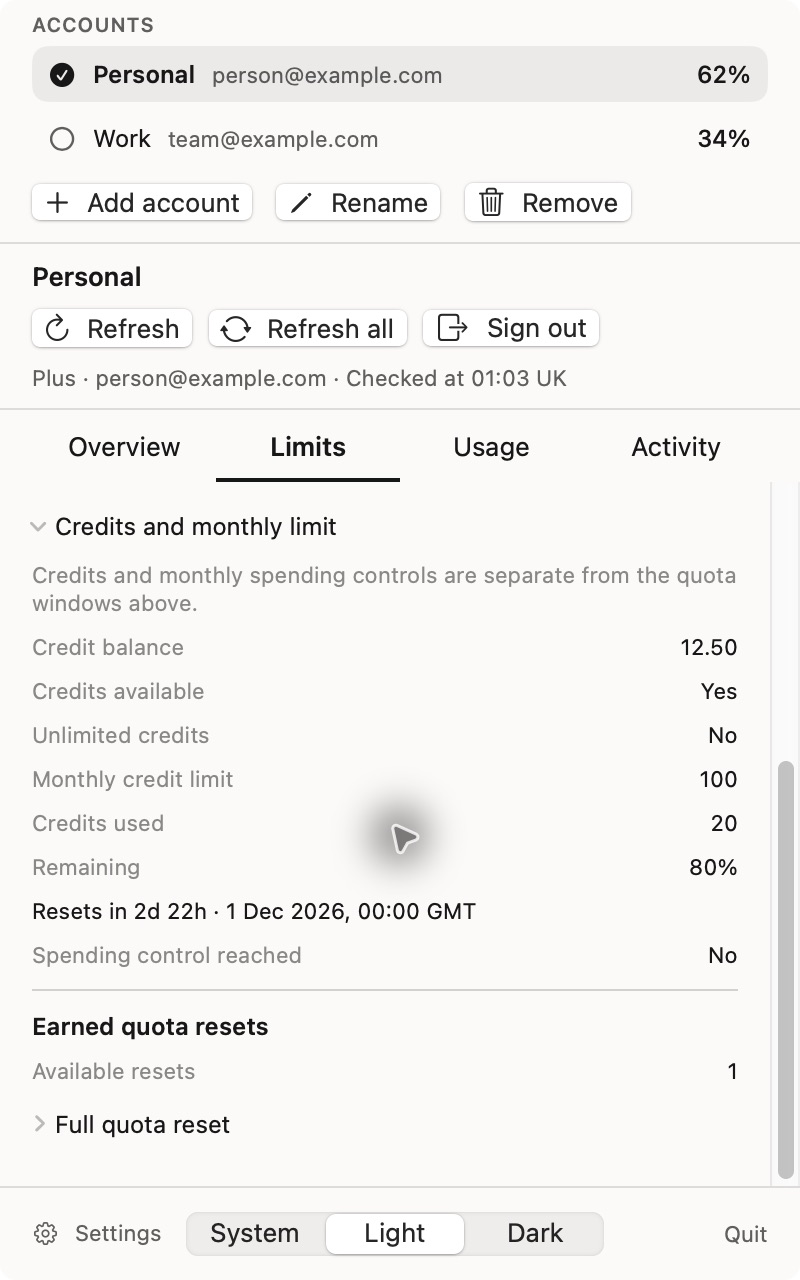 ACCOUNTS
Personal person@example.com 62%
Work team@example.com 34%
Add account Rename Remove
Personal
Refresh Refresh all Sign out
Plus · person@example.com · Checked at 01:03 UK
Overview Limits Usage Activity
Credits and monthly limit
Credits and monthly spending controls are separate from the quota
windows above.
Credit balance 12.50
Credits available Yes
Unlimited credits No
Monthly credit limit 100
Credits used 20
Remaining 80%
Resets in 2d 22h · 1 Dec 2026, 00:00 GMT
Spending control reached No
Earned quota resets
Available resets 1
Full quota reset
Settings System Light Dark Quit